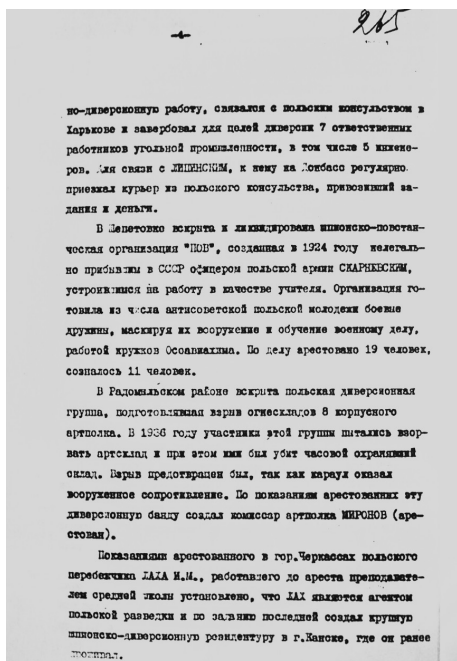 265
-4-
но-диверсионную работу, связался с польским консульством в
Харькове и завербовал для целей диверсии 7 ответственных
работников угольной промышленности, в том числе 5 инжене-
ров. Для связи с ЛИПИНСКИМ, к нему на Донбасс регулярно
приезжал курьер из польского консульства, привозивший за-
дания и деньги.
В Шепетовке вскрыта и ликвидирована шпионско-повстан-
ческая организация "ПОВ", созданная в 1924 году нелегаль-
но прибывшим в СССР офицером польской армии СКАРЖЕВСКИМ,
устроившимся на работу в качестве учителя. Организация го-
товила из числа антисоветской польской молодежи боевые
дружины, маскируя их вооружение и обучение военному делу,
работой кружков Осоавиахима. По делу арестовано 19 человек,
созналось 11 человек.
В Радомыльском районе вскрыта польская диверсионная
группа, подготовлявшая взрыв огнескладов 8 корпусного
артполка. В 1936 году участники этой группы пытались взор-
вать артсклад и при этом ими был убит часовой охранявший
склад. Взрыв предотвращен был, так как караул оказал
вооруженное сопротивление. По показаниям арестованных эту
диверсионную банду создал комиссар артполка МИРОНОВ (аре-
стован).
Показаниями арестованного в гор.Черкассах польского
перебежчика ЛАХА И.М., работавшего до ареста преподавате-
лем средней школы установлено, что ЛАХ является агентом
польской разведки и по заданию последней создал крупную
шпионско-диверсионную резидентуру в г.Канске, где он ранее
проживал.